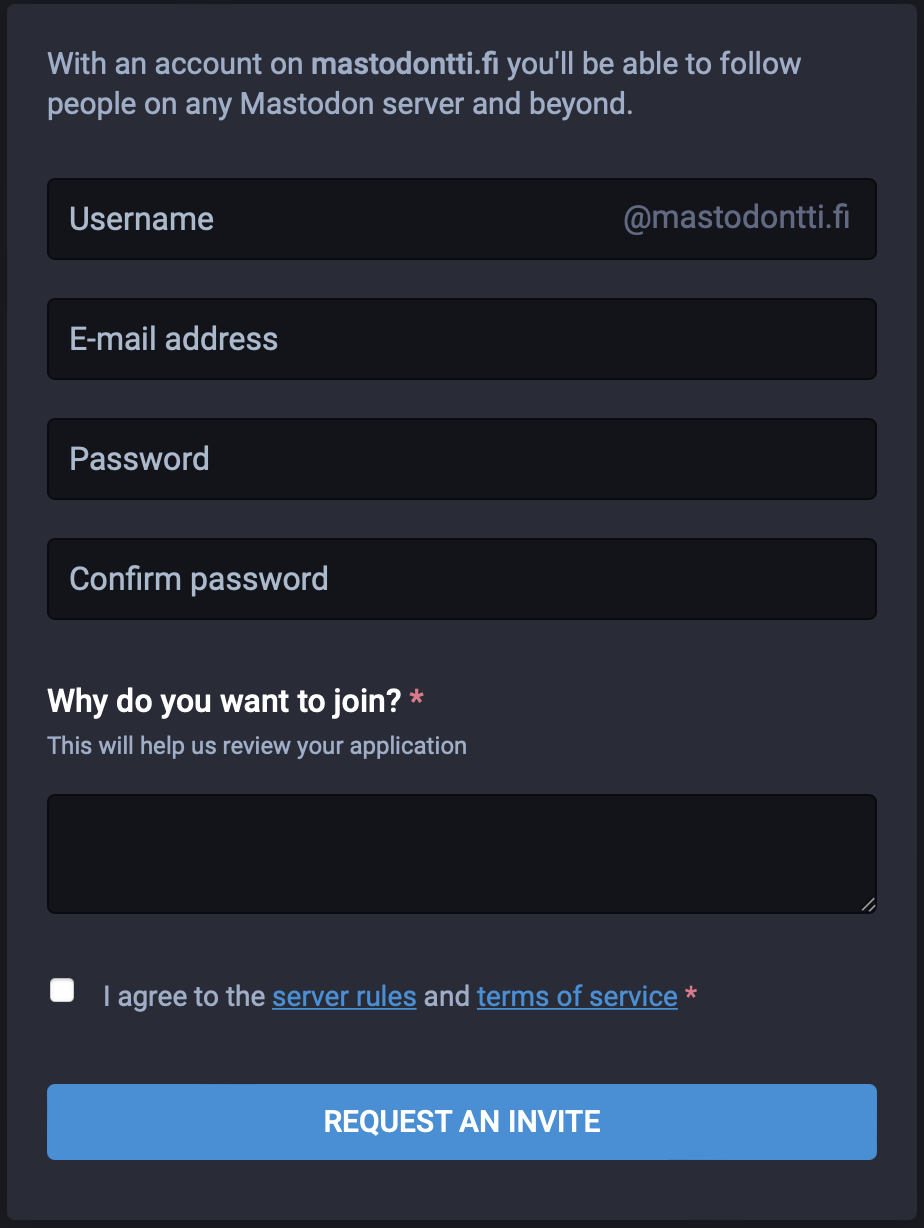 With an account on mastodontti.fi you'll be able to follow
people on any Mastodon server and beyond.
Username @mastodontti.fi
E-mail address
Password
Confirm password
Why do you want to join? *
This will help us review your application
I agree to the server rules and terms of service *
REQUEST AN INVITE